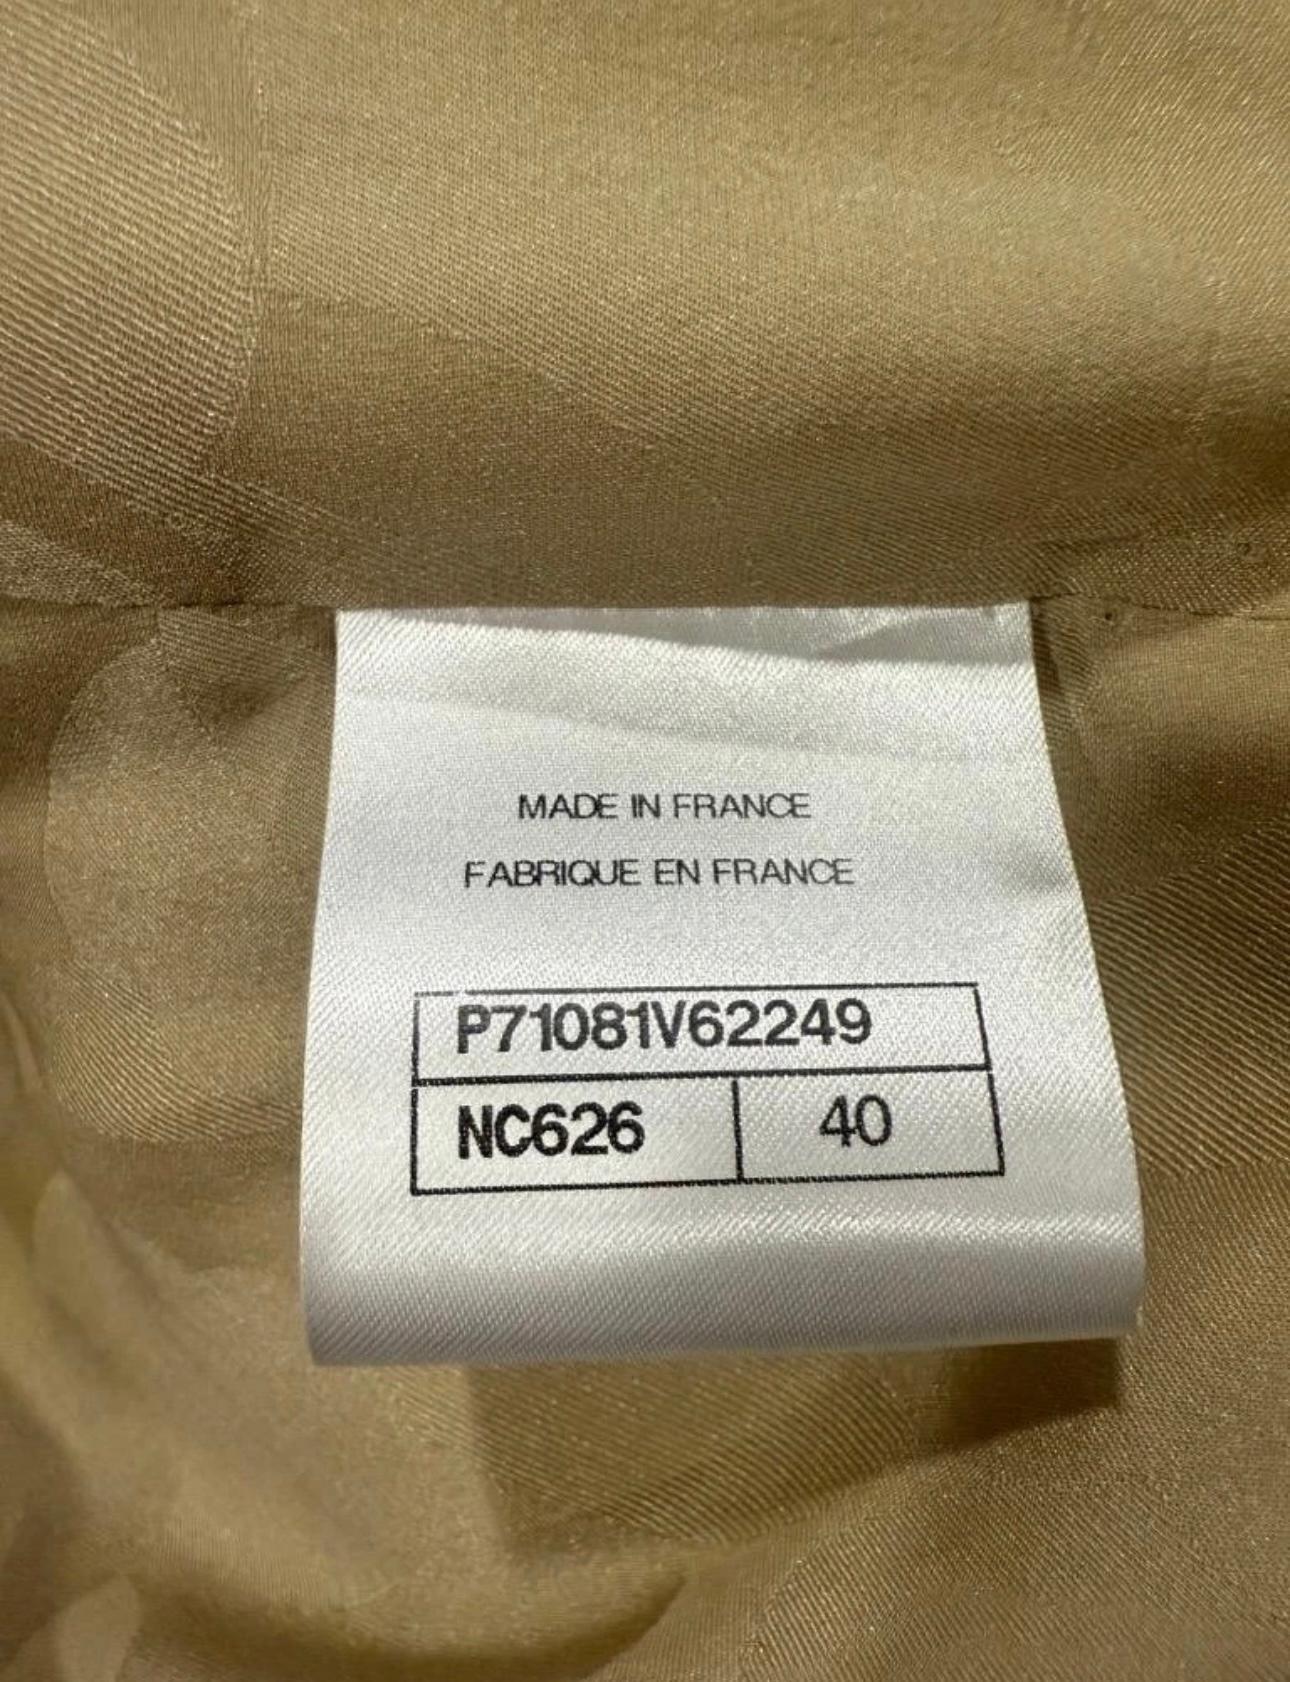 MADE IN FRANCE
FABRIQUE EN FRANCE
P71081V62249
NC626 40